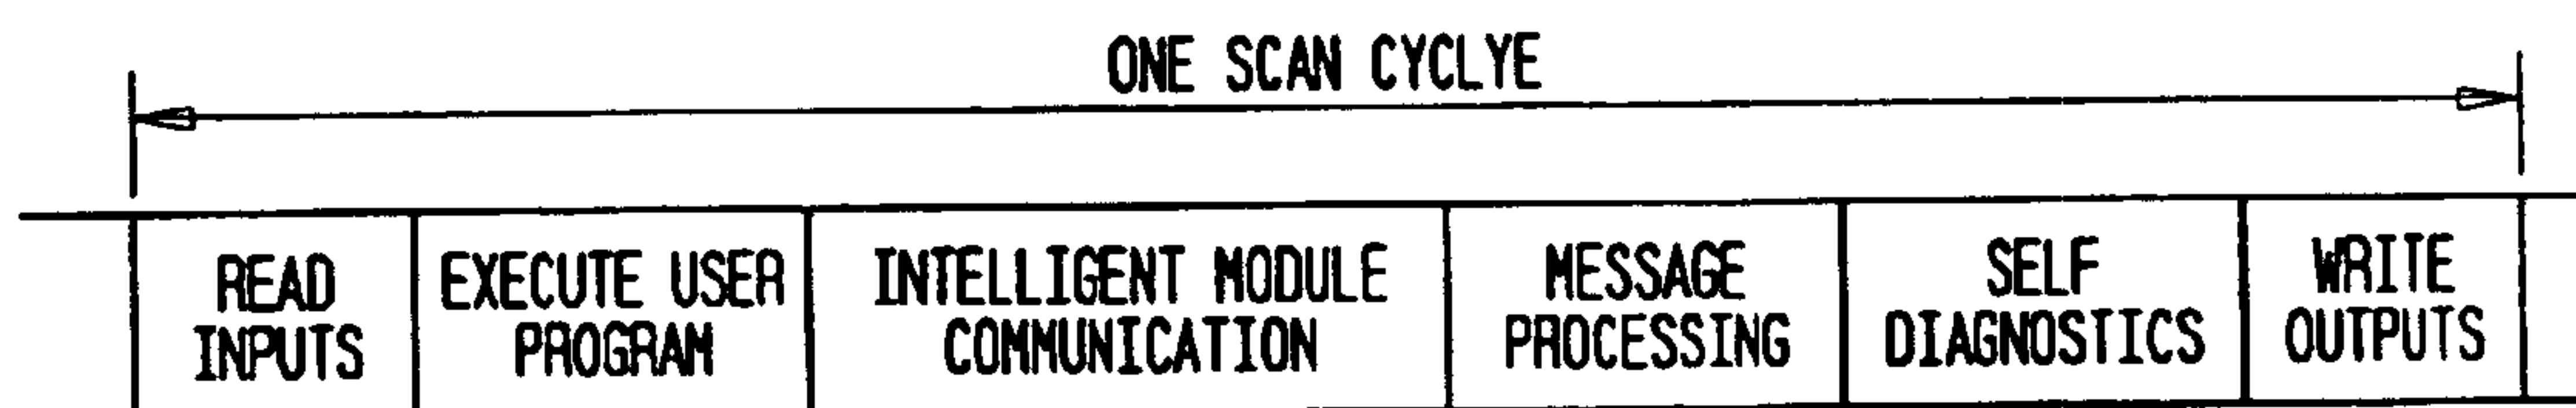 ONE SCAN CYCLYE
READ
INPUTS
EXECUTE USER
PROGRAM
INTELLIGENT MODULE
COMMUNICATION
MESSAGE
PROCESSING
SELF
DIAGNOSTICS
WRITE
OUTPUTS